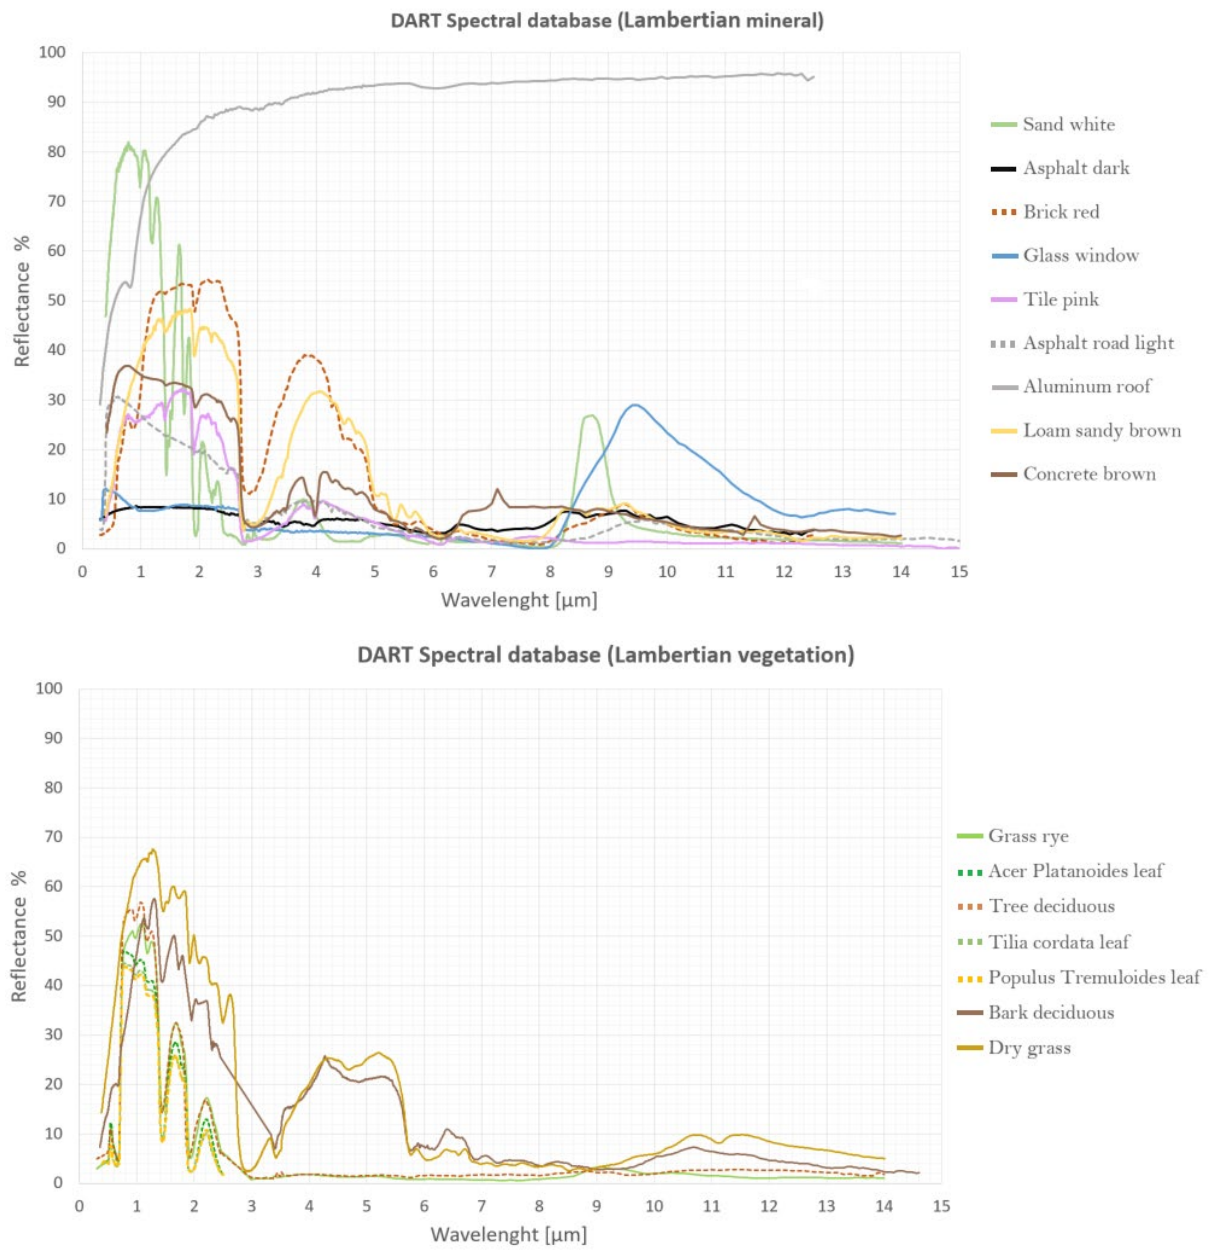 DART Spectral database (Lambertian mineral)
100
90
80
70
60
50
40
30
20
10
0
Reflectance %
0 1 2 3 4 5 6 7 8 9 10 11 12 13 14 15
Wavelenght [µm]
Sand white
Asphalt dark
Brick red
Glass window
Tile pink
Asphalt road light
Aluminum roof
Loam sandy brown
Concrete brown
DART Spectral database (Lambertian vegetation)
100
90
80
70
60
50
40
30
20
10
0
Reflectance %
0 1 2 3 4 5 6 7 8 9 10 11 12 13 14 15
Wavelenght [µm]
Grass rye
Acer Platanoides leaf
Tree deciduous
Tilia cordata leaf
Populus Tremuloides leaf
Bark deciduous
Dry grass